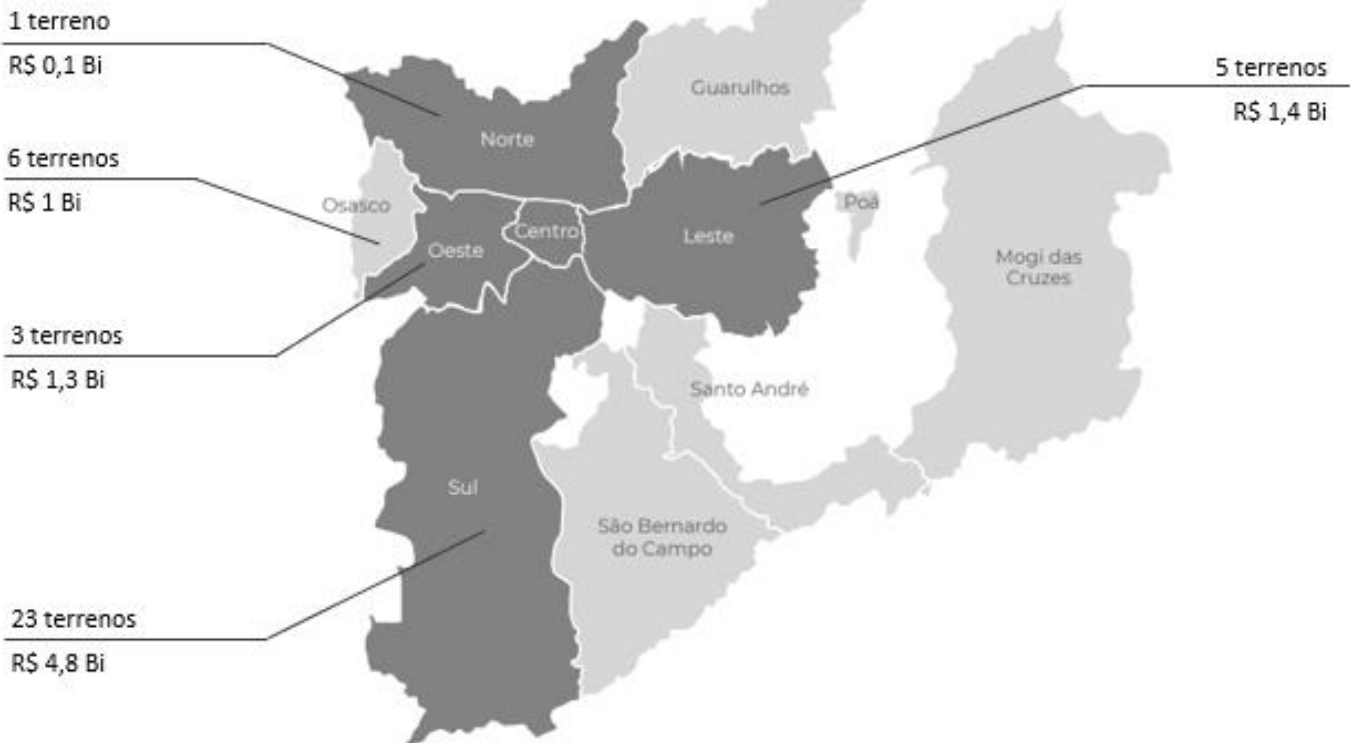 1 terreno
R$ 0,1 Bi
5 terrenos
R$ 1,4 Bi
Guarulhos
Norte
6 terrenos
R$ 1 Bi
Osasco
Poá
Centro
Leste
Oeste
Mogi das
Cruzes
3 terrenos
R$ 1,3 Bi
Santo André
Sul
São Bernardo
do Campo
23 terrenos
R$ 4,8 Bi